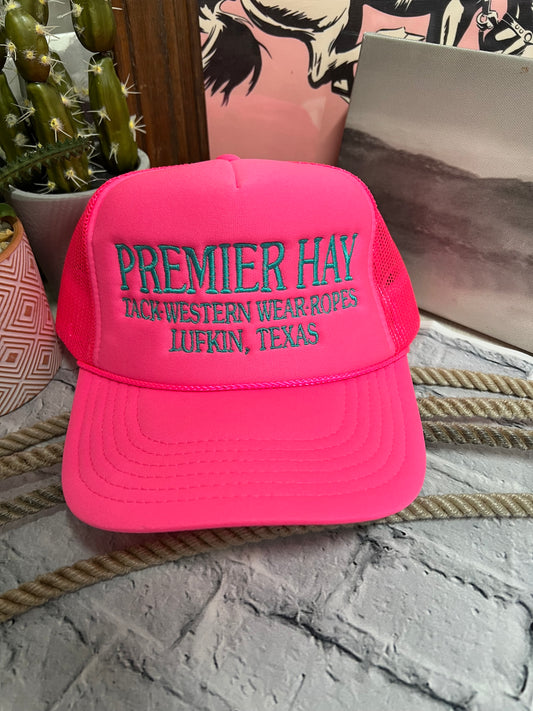 PREMIER HAY
TACK-WESTERN WEAR-ROPES
LUFKIN, TEXAS